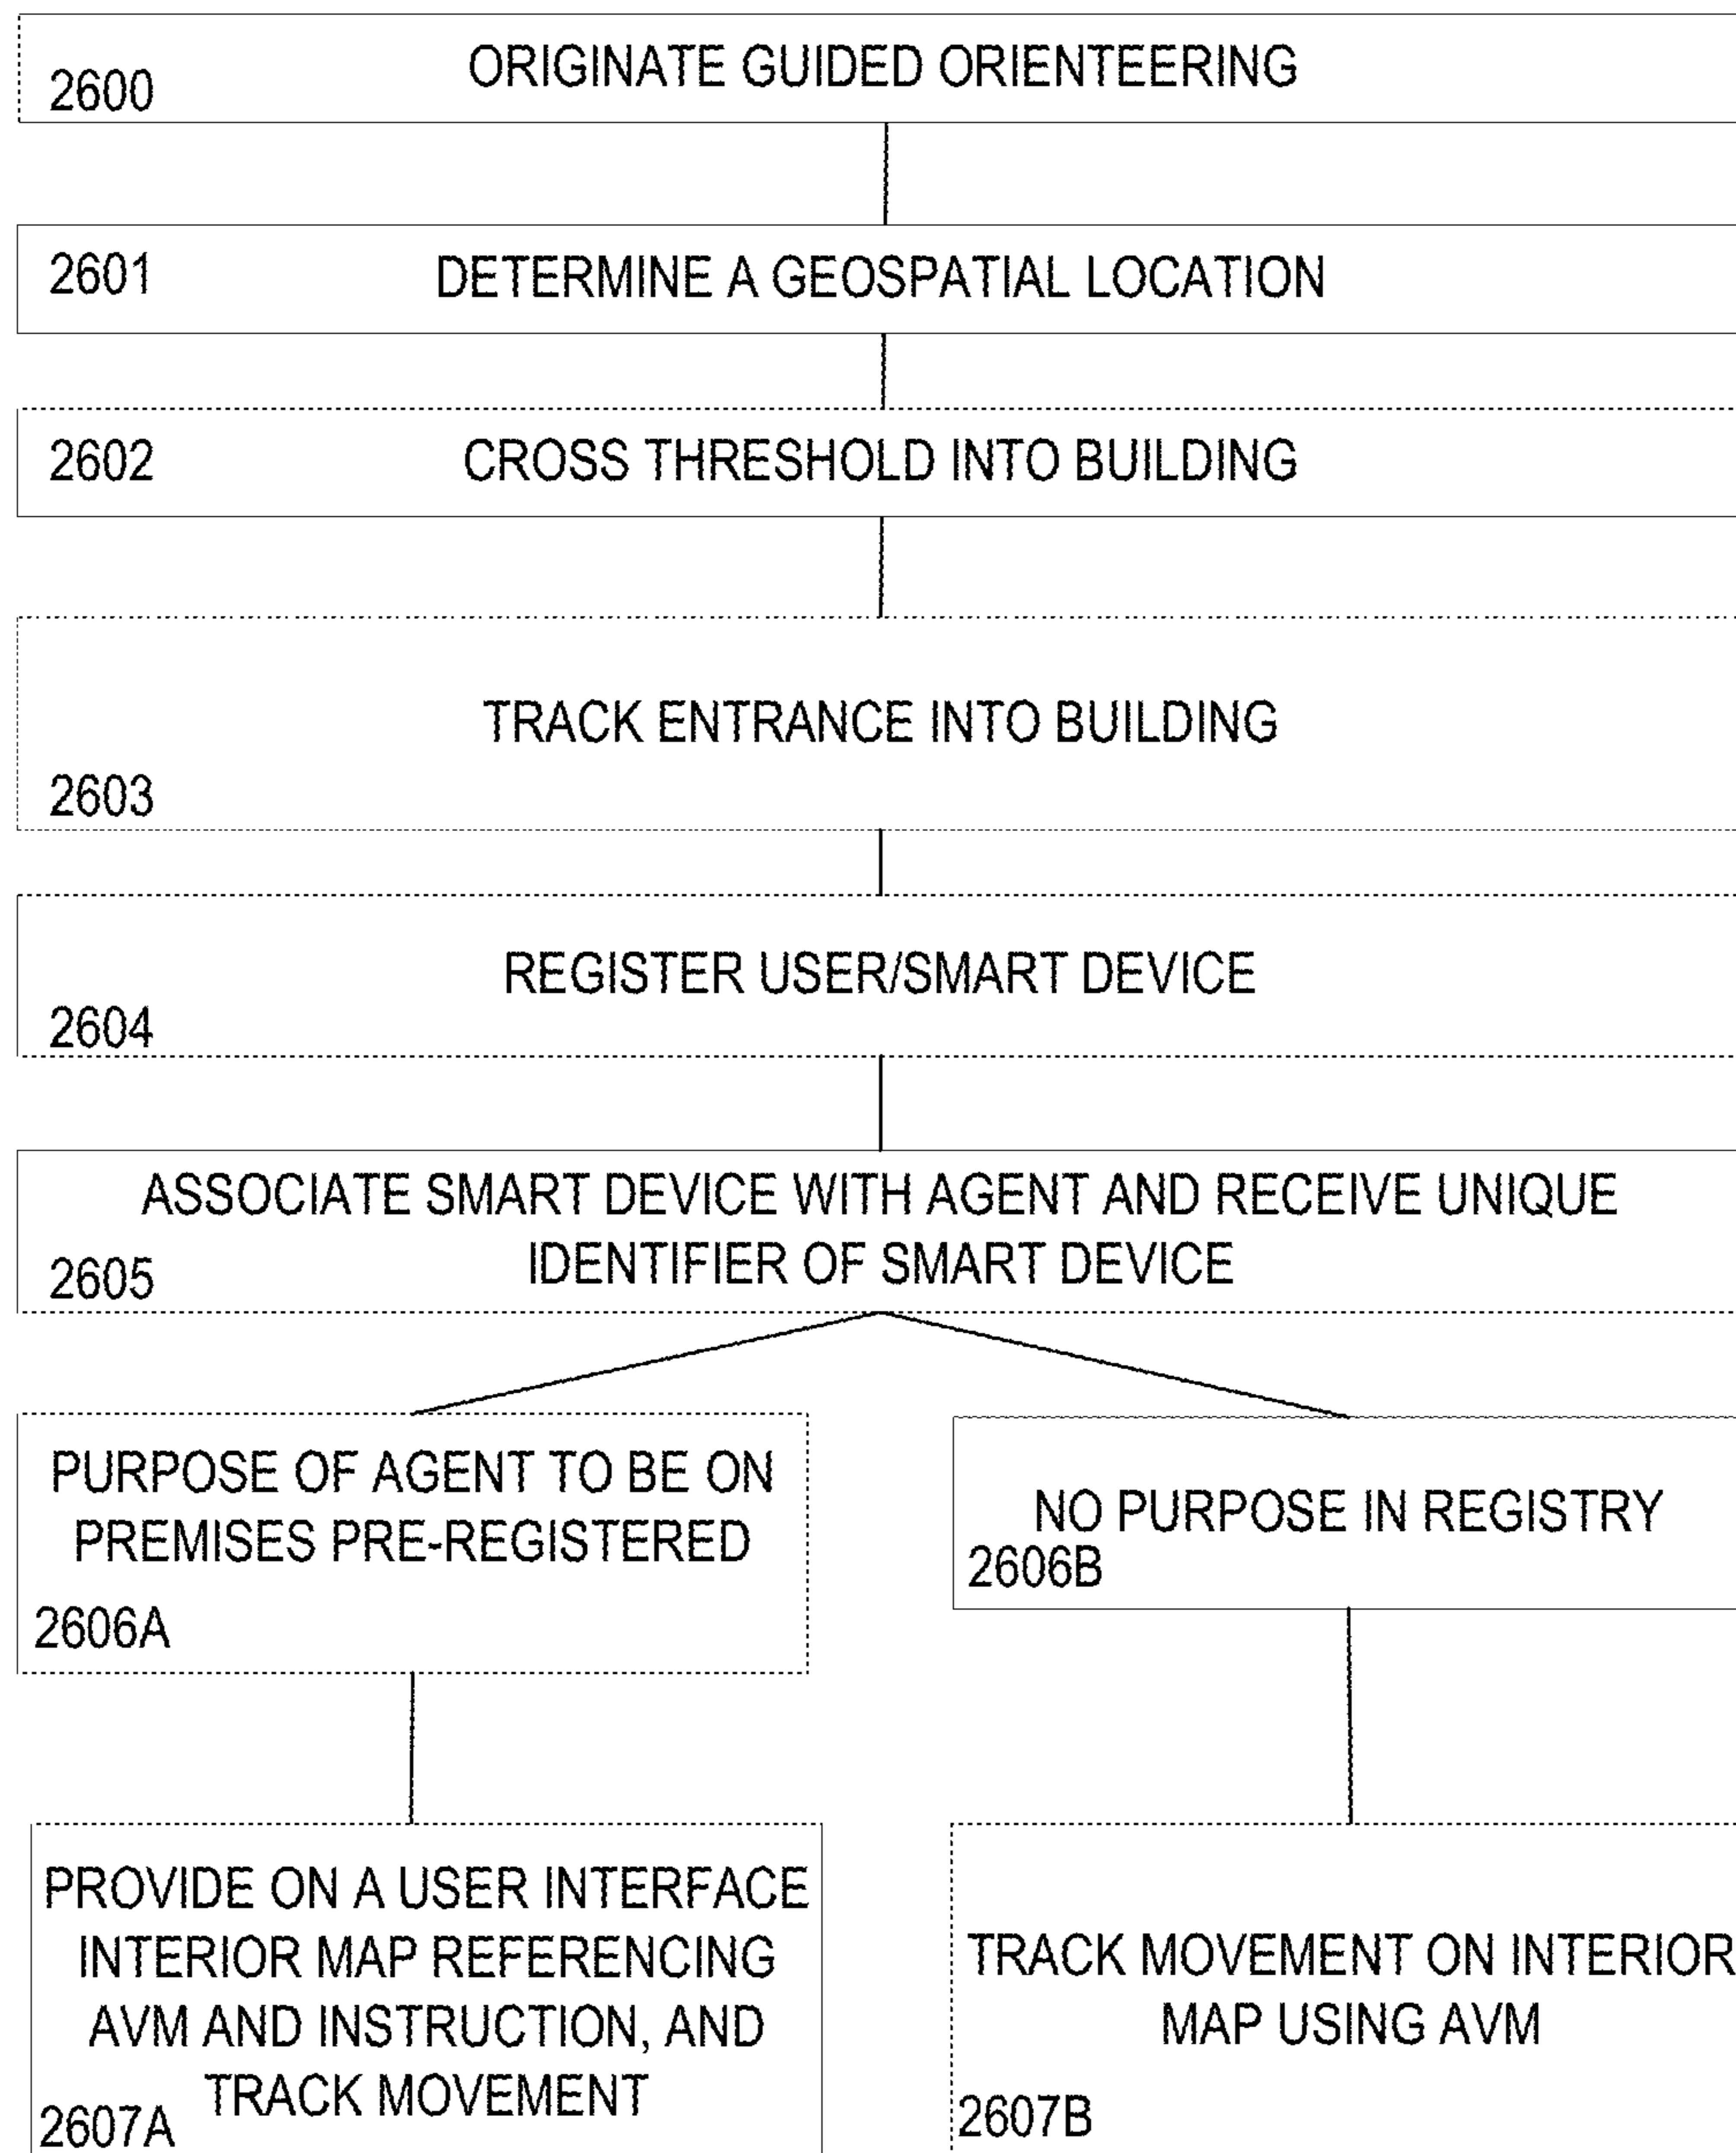 ORIGINATE GUIDED ORIENTEERING
2600
2601
DETERMINE A GEOSPATIAL LOCATION
2602
CROSS THRESHOLD INTO BUILDING
TRACK ENTRANCE INTO BUILDING
2603
REGISTER USER/SMART DEVICE
2604
ASSOCIATE SMART DEVICE WITH AGENT AND RECEIVE UNIQUE
IDENTIFIER OF SMART DEVICE
2605
PURPOSE OF AGENT TO BE ON
PREMISES PRE-REGISTERED
2606A
NO PURPOSE IN REGISTRY
2606B
PROVIDE ON A USER INTERFACE
INTERIOR MAP REFERENCING
AVM AND INSTRUCTION, AND
TRACK MOVEMENT
2607A
TRACK MOVEMENT ON INTERIOR
MAP USING AVM
2607B